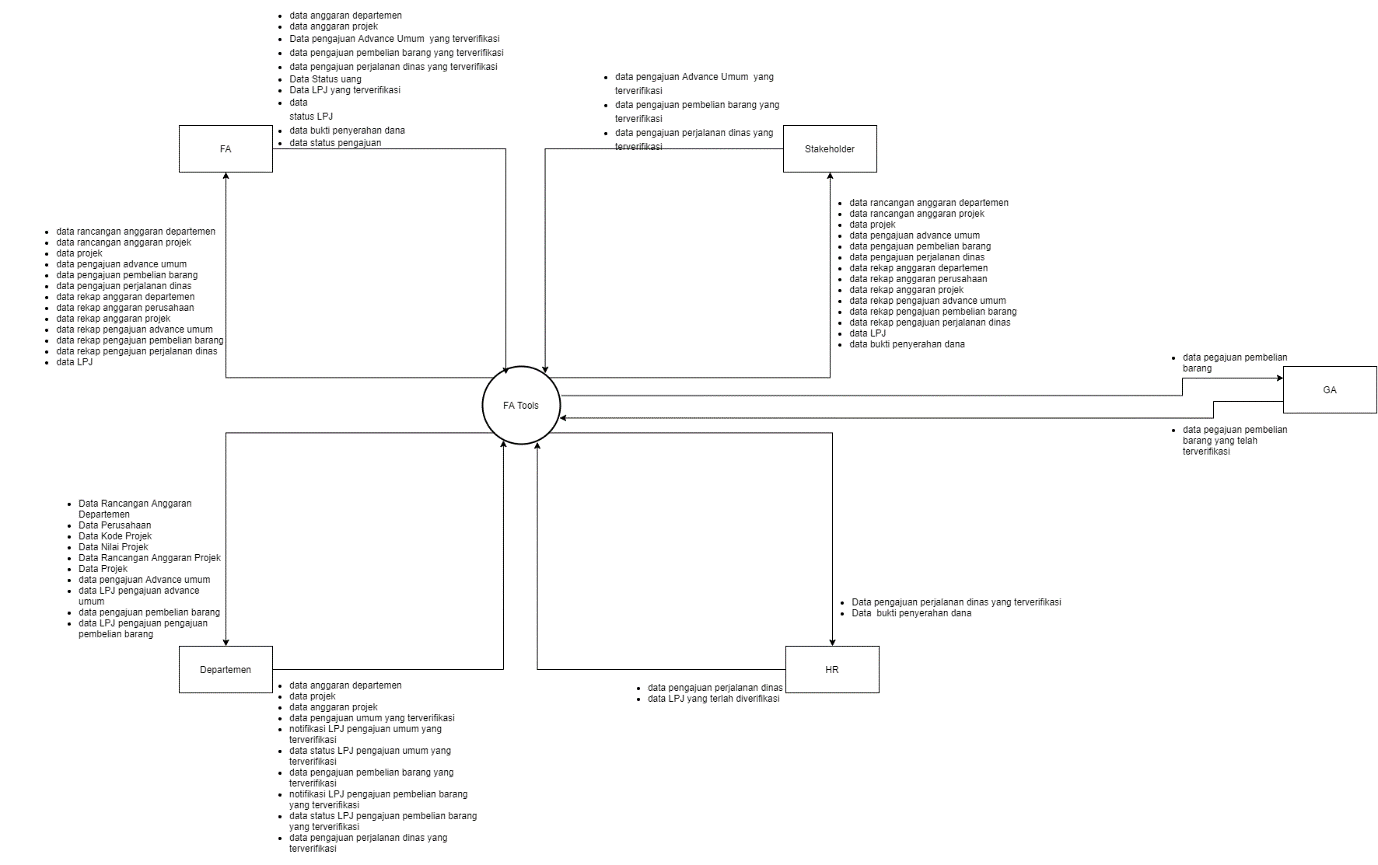 data anggaran departemen
data anggaran projek
Data pengajuan Advance Umum yang terverifikasi
data pengajuan pembelian barang yang terverifikasi
data pengajuan perjalanan dinas yang terverifikasi
Data Status uang
Data LPJ yang terverifikasi
data
status LPJ
data bukti penyerahan dana
data status pengajuan
FA
data pengajuan Advance Umum yang
terverifikasi
data pengajuan pembelian barang yang
terverifikasi
data pengajuan perjalanan dinas yang
terverifikasi
Stakeholder
data rancangan anggaran departemen
data rancangan anggaran projek
data projek
data pengajuan advance umum
data pengajuan pembelian barang
data pengajuan perjalanan dinas
data rekap anggaran departemen
data rekap anggaran perusahaan
data rekap anggaran projek
data rekap pengajuan advance umum
data rekap pengajuan pembelian barang
data rekap pengajuan perjalanan dinas
data LPJ
data rancangan anggaran departemen
data rancangan anggaran projek
data projek
data pengajuan advance umum
data pengajuan pembelian barang
data pengajuan perjalanan dinas
data rekap anggaran departemen
data rekap anggaran perusahaan
data rekap anggaran projek
data rekap pengajuan advance umum
data rekap pengajuan pembelian barang
data rekap pengajuan perjalanan dinas
data LPJ
data bukti penyerahan dana
data pegajuan pembelian
barang
GA
FA Tools
data pegajuan pembelian
barang yang telah
terverifikasi
Data Rancangan Anggaran
Departemen
Data Perusahaan
Data Kode Projek
Data Nilai Projek
Data Rancangan Anggaran Projek
Data Projek
data pengajuan Advance umum
data LPJ pengajuan advance
umum
data pengajuan pembelian barang
data LPJ pengajuan pengajuan
pembelian barang
Data pengajuan perjalanan dinas yang terverifikasi
Data bukti penyerahan dana
Departemen
HR
data pengajuan perjalanan dinas
data LPJ yang terlah diverifikasi
data anggaran departemen
data projek
data anggaran projek
data pengajuan umum yang terverifikasi
notifikasi LPJ pengajuan umum yang
terverifikasi
data status LPJ pengajuan umum yang
terverifikasi
data pengajuan pembelian barang yang
terverifikasi
notifikasi LPJ pengajuan pembelian barang
yang terverifikasi
data status LPJ pengajuan pembelian barang
yang terverifikasi
data pengajuan perjalanan dinas yang
terverifikasi